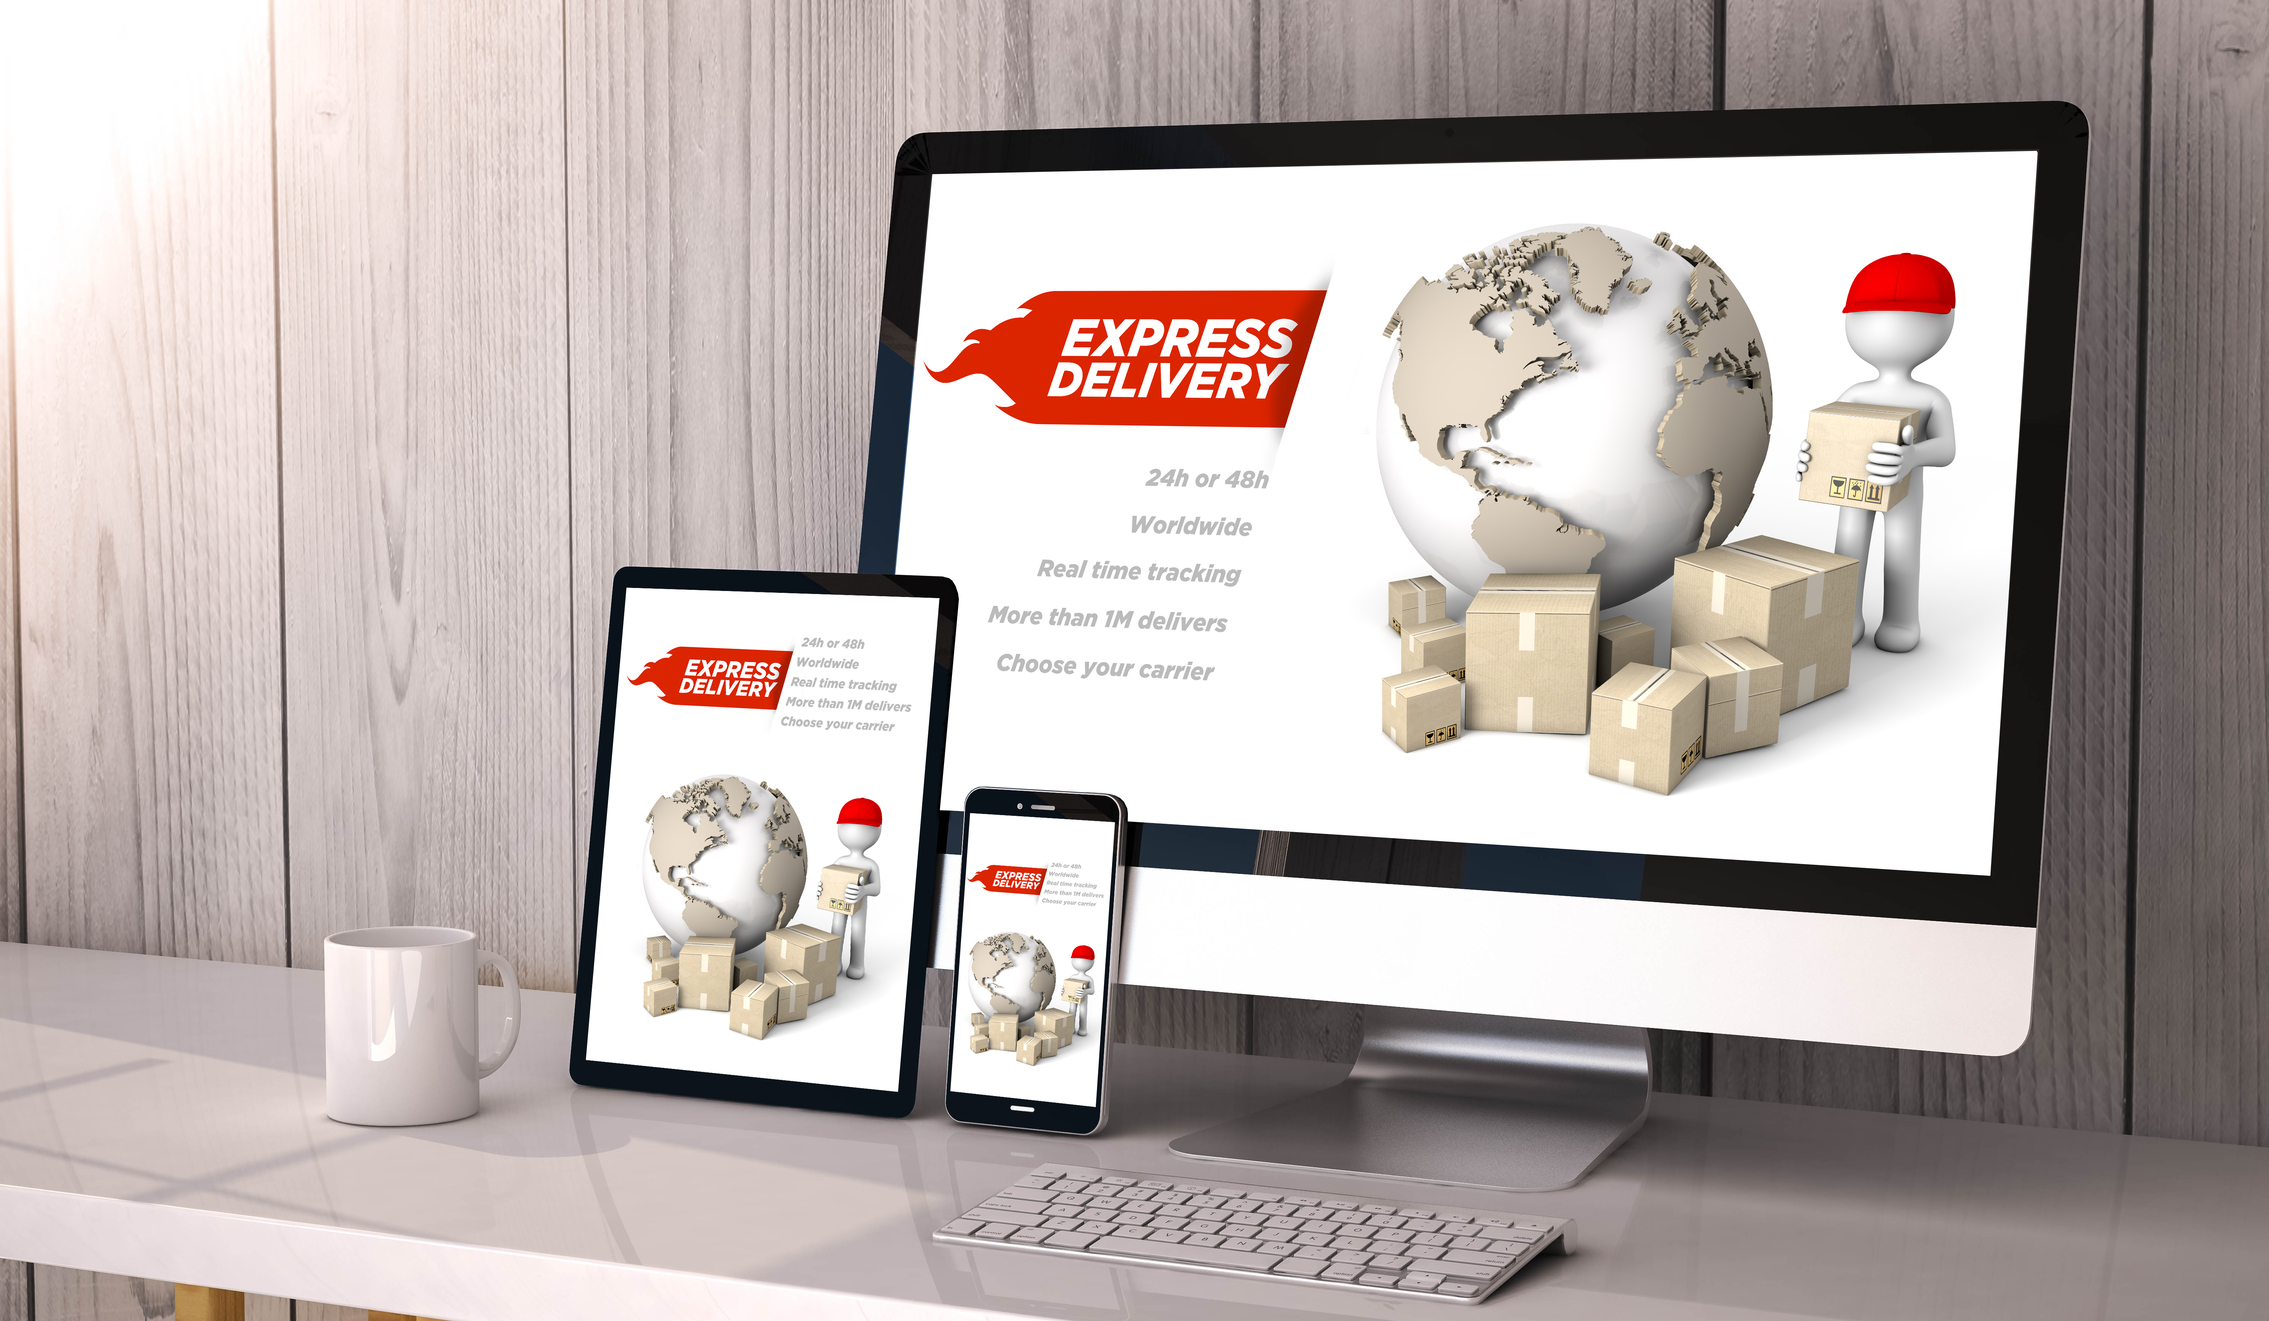 EXPRESS
DELIVERY
24h or 48h
Worldwide
Real time tracking
More than 1M delivers
Choose your carrier
EXPRESS
DELIVERY
24h or 48h
Worldwide
Real time tracking
More than 1M delivers
Choose your carrier
EXPRESS
DELIVERY
24h or 48h
Worldwide
Real time tracking
More than 1M delivers
Choose your carrier